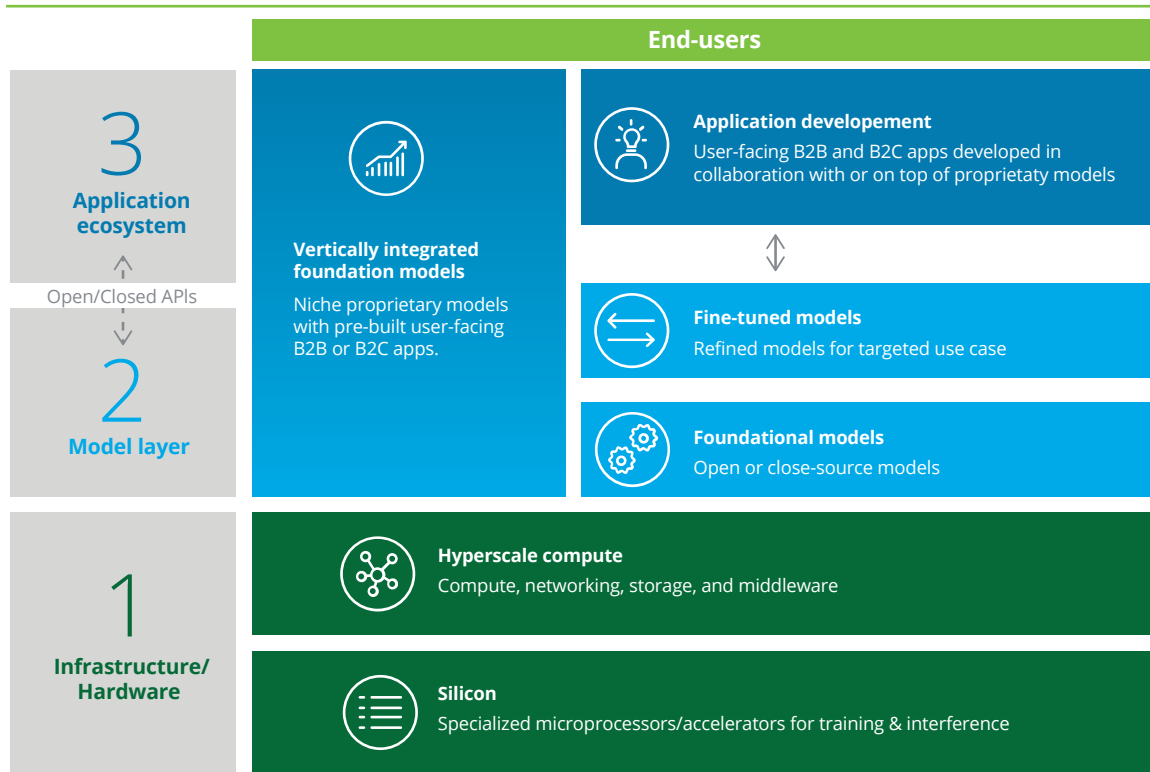 End-users
3
Application
ecosystem
Open/Closed APIs
2
Model layer
Vertically integrated
foundation models
Niche proprietary models
with pre-built user-facing
B2B or B2C apps.
Application developement
User-facing B2B and B2C apps developed in
collaboration with or on top of proprietaty models
Fine-tuned models
Refined models for targeted use case
Foundational models
Open or close-source models
1
Infrastructure/
Hardware
Hyperscale compute
Compute, networking, storage, and middleware
Silicon
Specialized microprocessors/accelerators for training & interference